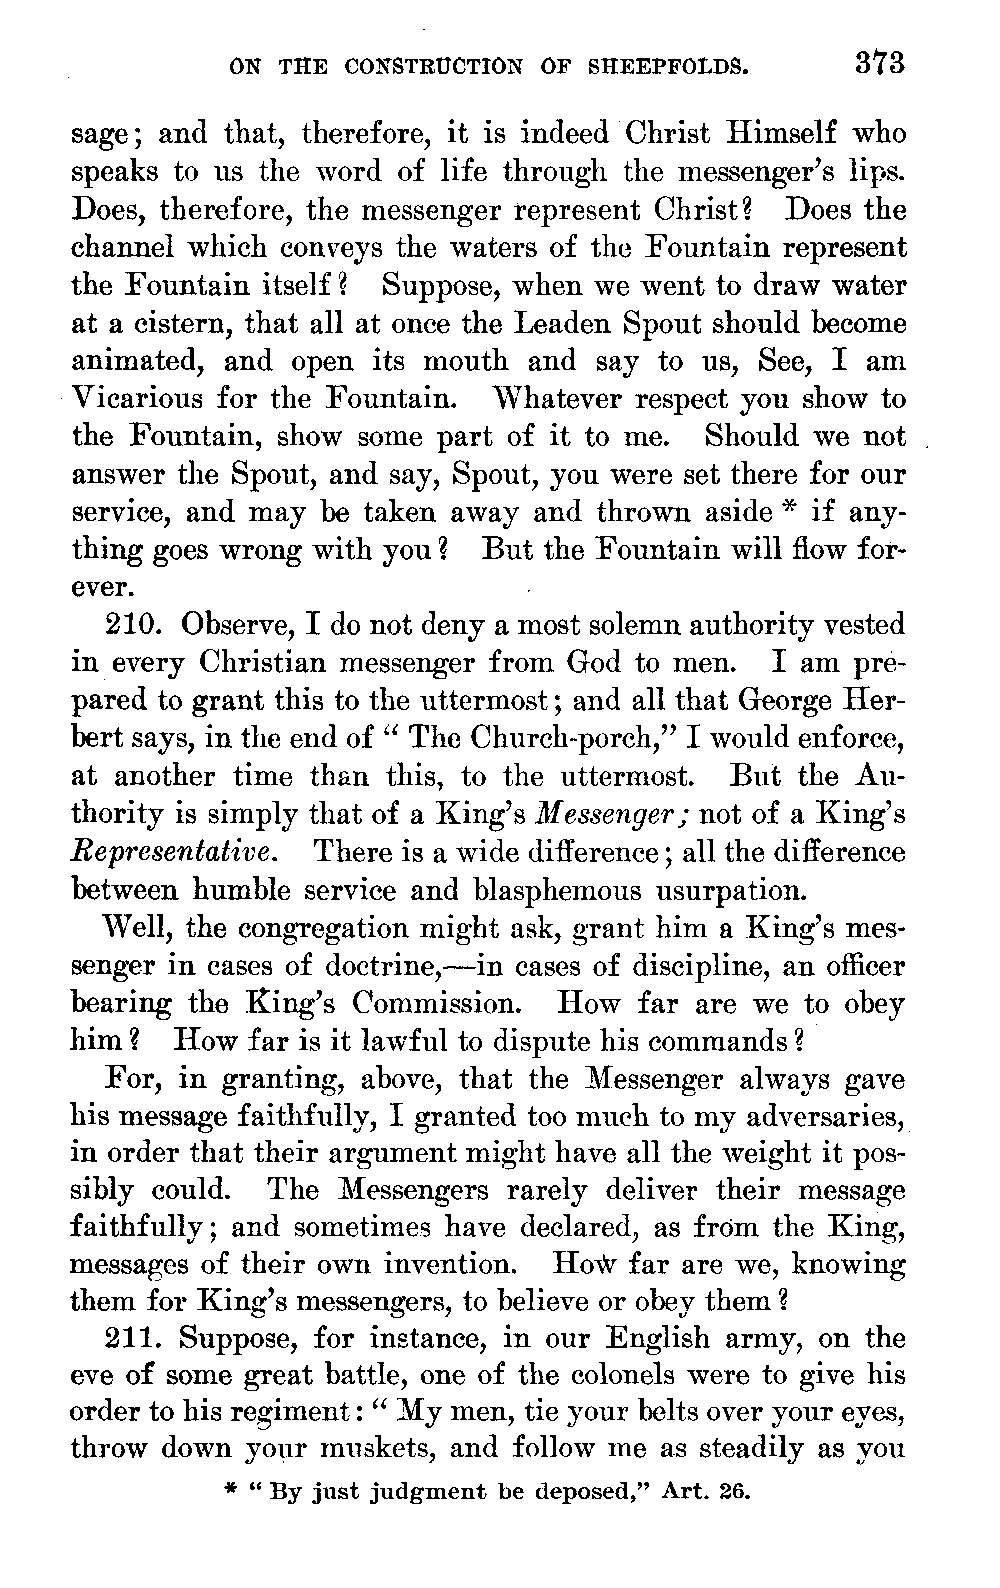 ON THE CONSTRUCTION OF SHEEPFOLDS. 373
sage; and that, therefore, it is indeed Christ Himself who
speaks to us the word of life through the messenger's lips.
Does, therefore, the messenger represent Christ? Does the
channel which conveys the waters of the Fountain represent
the Fountain itself? Suppose, when we went to draw water
at a cistern, that all at once the Leaden Spout should become
animated, and open its mouth and say to us, See, I am
Vicarious for the Fountain. Whatever respect you show to
the Fountain, show some part of it to me. Should we not
answer the Spout, and say, Spout, you were set there for our
service, and may be taken away and thrown aside * if any-
thing goes wrong with you? But the Fountain will flow for-
ever.
210. Observe, I do not deny a most solemn authority vested
in every Christian messenger from God to men. I am pre-
pared to grant this to the uttermost; and all that George Her-
bert says, in the end of "The Church-porch," I would enforce,
at another time than this, to the uttermost. But the Au-
thority is simply that of a King's Messenger; not of a King's
Representative. There is a wide difference; all the difference
between humble service and blasphemous usurpation.
Well, the congregation might ask, grant him a King's mes-
senger in cases of doctrine,—in cases of discipline, an officer
bearing the King's Commission. How far are we to obey
him? How far is it lawful to dispute his commands?
For, in granting, above, that the Messenger always gave
his message faithfully, I granted too much to my adversaries,
in order that their argument might have all the weight it pos-
sibly could. The Messengers rarely deliver their message
faithfully; and sometimes have declared, as from the King,
messages of their own invention. How far are we, knowing
them for King's messengers, to believe or obey them?
211. Suppose, for instance, in our English army, on the
eve of some great battle, one of the colonels were to give his
order to his regiment: "My men, tie your belts over your eyes,
throw down your muskets, and follow me as steadily as you
* "By just judgment be deposed," Art. 26.